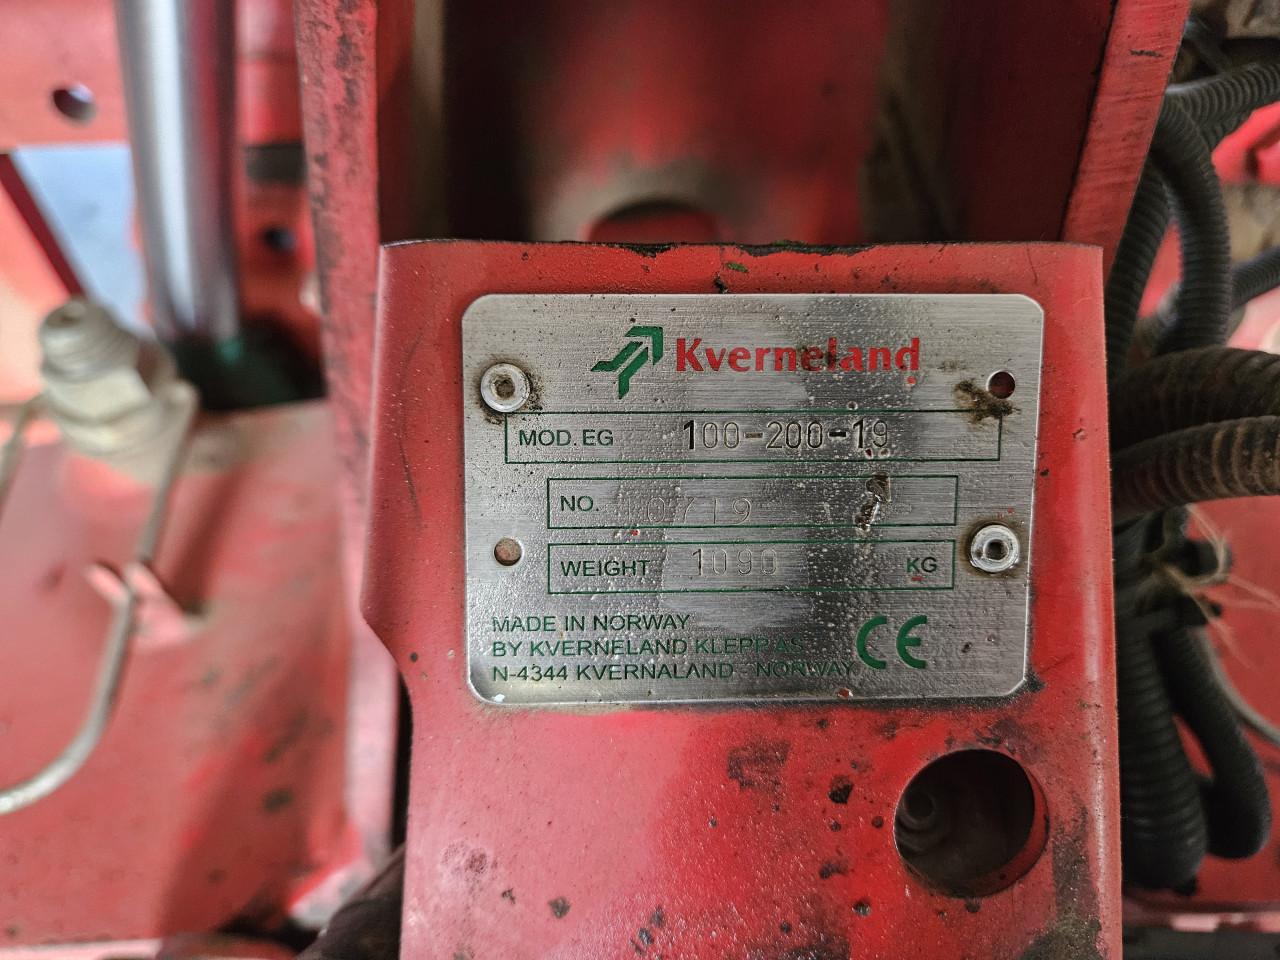 Kverneland
MOD. EG 100-200-19
NO. 10719
WEIGHT 1090 KG
MADE IN NORWAY
BY KVERNELAND KLEPP AS
N-4344 KVERNALAND - NORWAY
CE